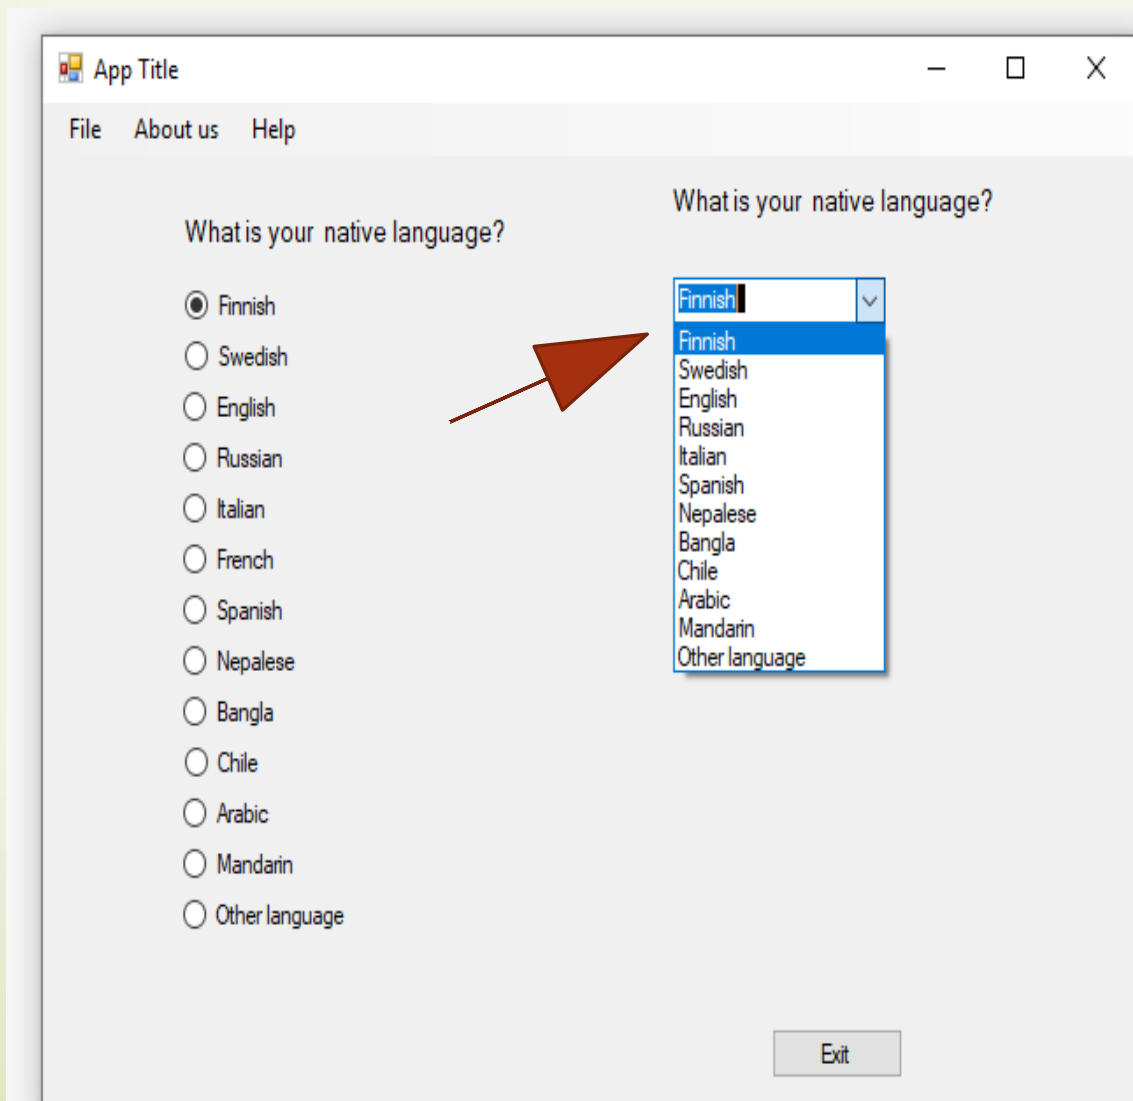 App Title
File About us Help
What is your native language?
Finnish
Swedish
English
Russian
Italian
French
Spanish
Nepalese
Bangla
Chile
Arabic
Mandarin
Other language
What is your native language?
Finnish
Finnish
Swedish
English
Russian
Italian
Spanish
Nepalese
Bangla
Chile
Arabic
Mandarin
Other language
Exit